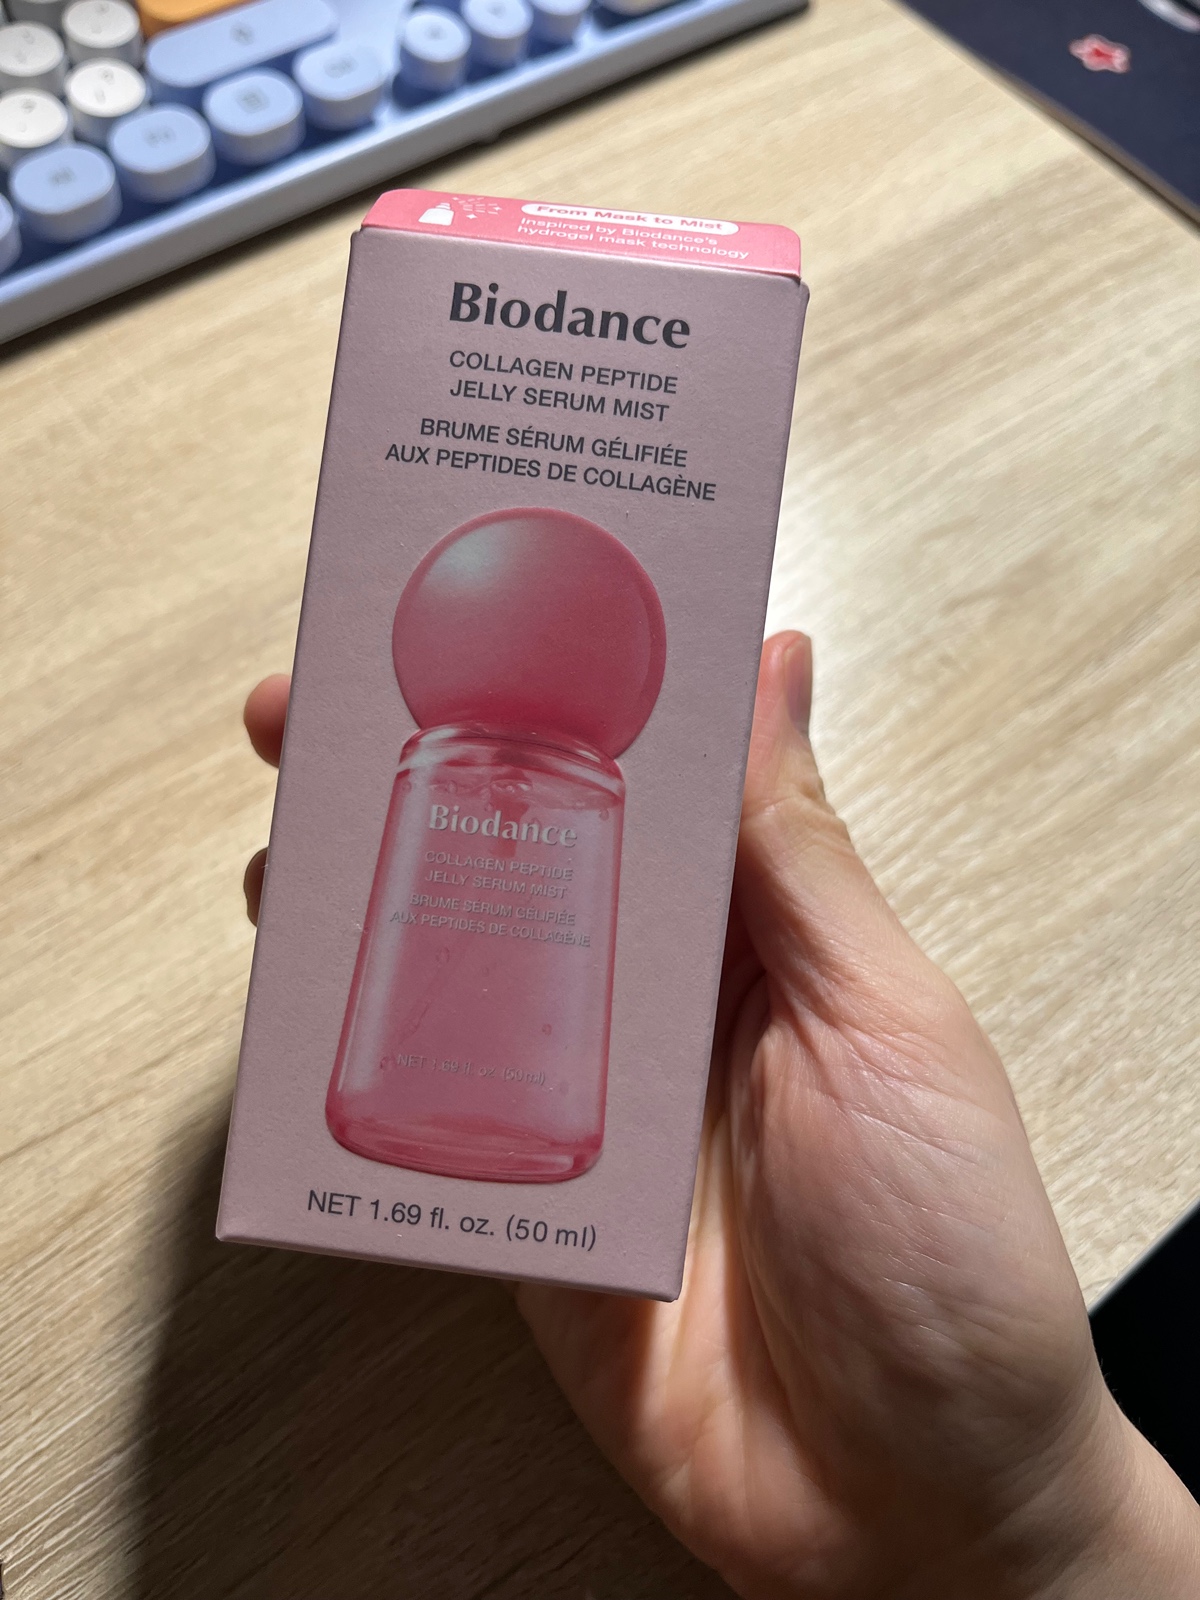 From Mask to Mist
Inspired by Biodance's
hydrogel mask technology
Biodance
COLLAGEN PEPTIDE
JELLY SERUM MIST
BRUME SÉRUM GÉLIFIÉE
AUX PEPTIDES DE COLLAGÈNE
Biodance
COLLAGEN PEPTIDE
JELLY SERUM MIST
BRUME SÉRUM GÉLIFIÉE
AUX PEPTIDES DE COLLAGÈNE
NET 1.69 fl. oz. (50 ml)
NET 1.69 fl. oz. (50 ml)